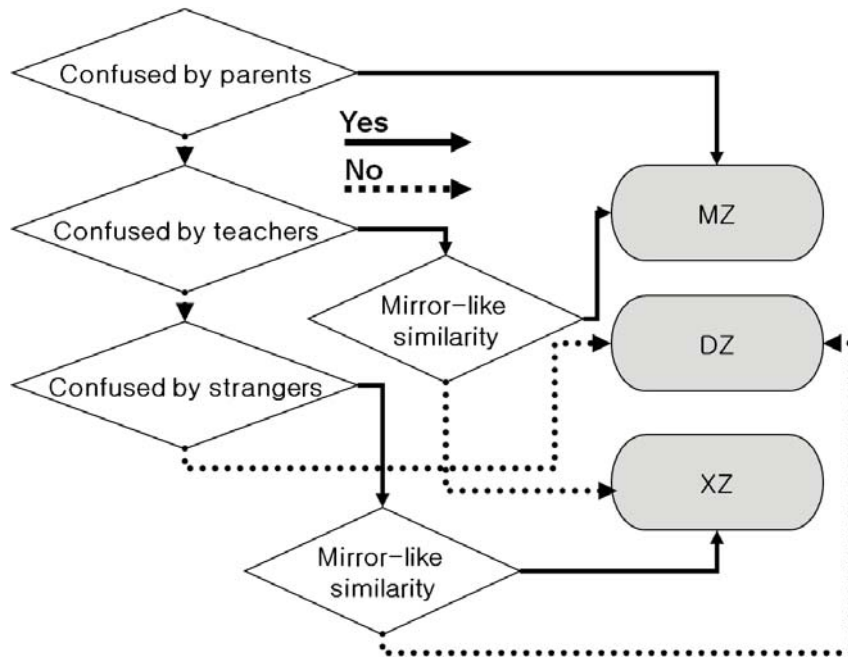 Confused by parents
Yes
No
MZ
Confused by teachers
Mirror-like
similarity
DZ
Confused by strangers
XZ
Mirror-like
similarity